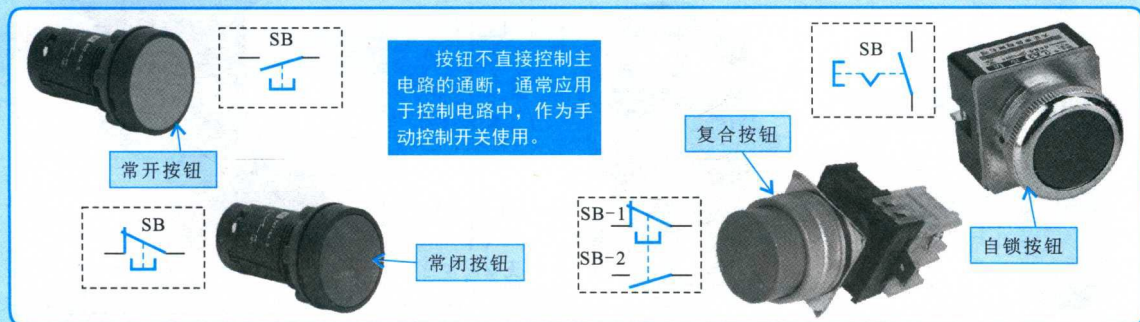 SB
按钮不直接控制主
电路的通断，通常应用
于控制电路中，作为手
动控制开关使用。
SB
常开按钮
复合按钮
SB
SB-1
SB-2
常闭按钮
自锁按钮